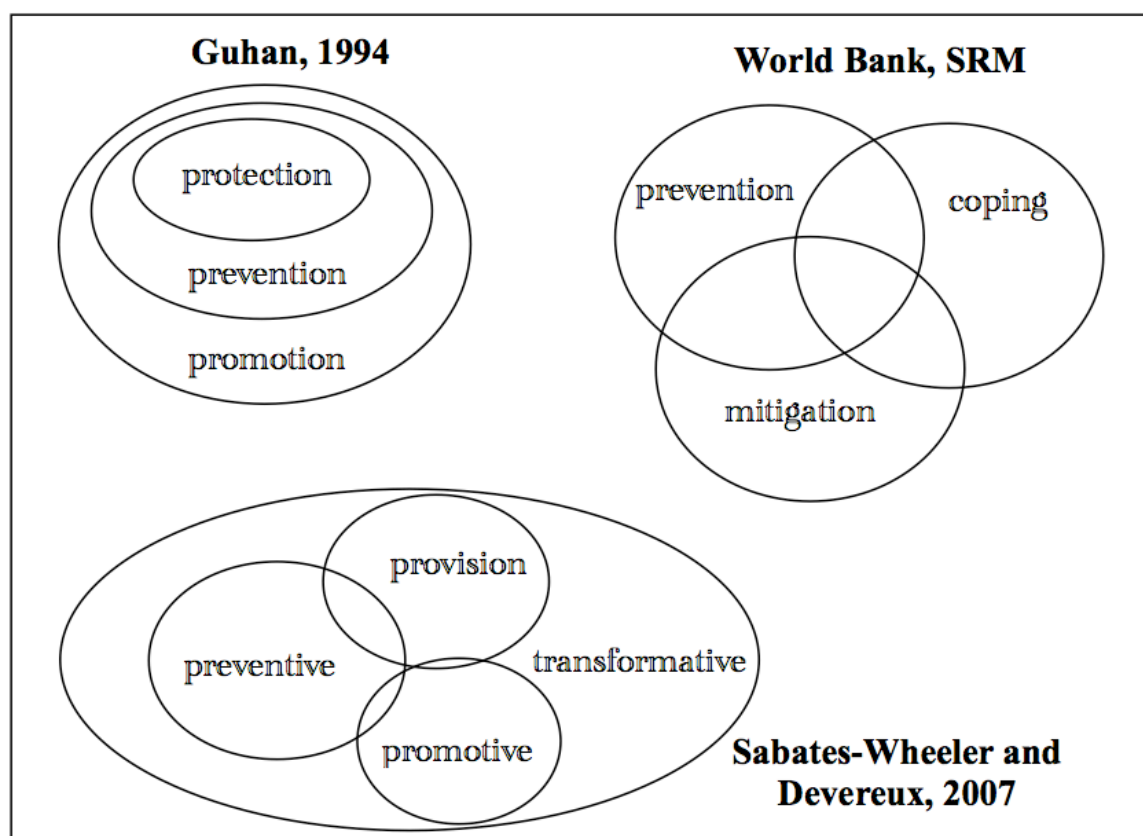 Guhan, 1994
protection
prevention
promotion
World Bank, SRM
prevention
coping
mitigation
provision
preventive
transformative
promotive
Sabates-Wheeler and
Devereux, 2007